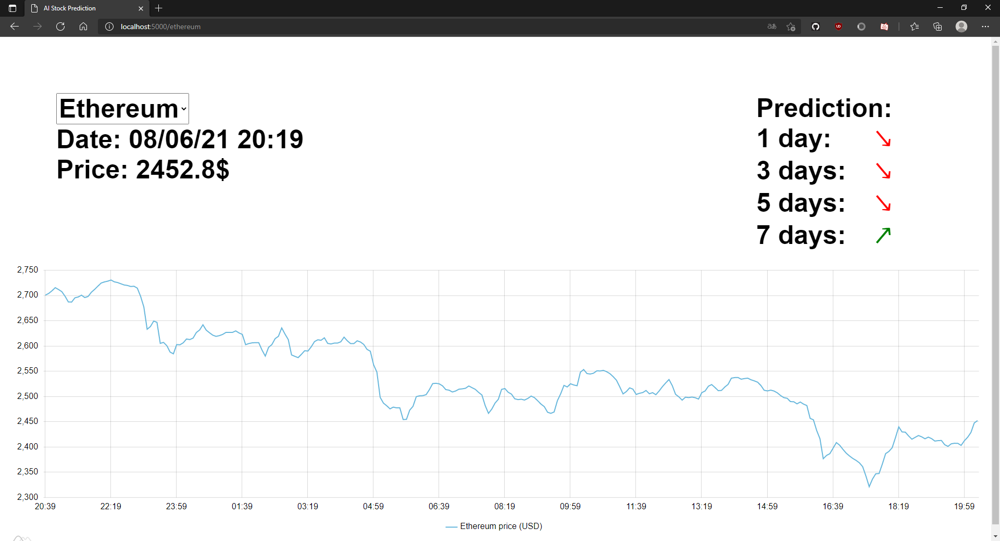 AI Stock Prediction
localhost:5000/ethereum
Ethereum
Date: 08/06/21 20:19
Price: 2452.8$
Prediction:
1 day: ↘
3 days: ↘
5 days: ↘
7 days: ↗
2,750
2,700
2,650
2,600
2,550
2,500
2,450
2,400
2,350
2,300
20:39 22:19 23:59 01:39 03:19 04:59 06:39 08:19 09:59 11:39 13:19 14:59 16:39 18:19 19:59
Ethereum price (USD)